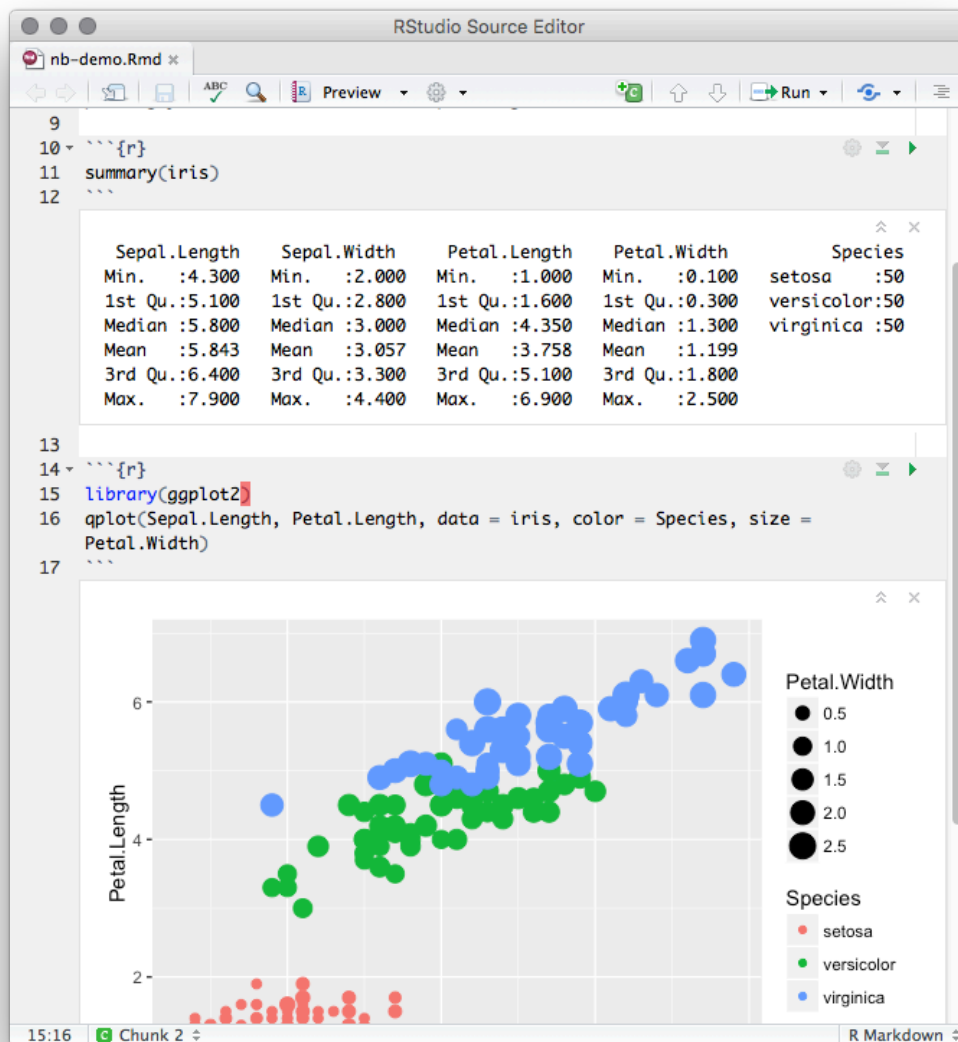 RStudio Source Editor
nb-demo.Rmd ×
ABC Preview Run
9
10 ```{r}
11 summary(iris)
12 ```
Sepal.Length Sepal.Width Petal.Length Petal.Width Species
Min. :4.300 Min. :2.000 Min. :1.000 Min. :0.100 setosa :50
1st Qu.:5.100 1st Qu.:2.800 1st Qu.:1.600 1st Qu.:0.300 versicolor:50
Median :5.800 Median :3.000 Median :4.350 Median :1.300 virginica :50
Mean :5.843 Mean :3.057 Mean :3.758 Mean :1.199
3rd Qu.:6.400 3rd Qu.:3.300 3rd Qu.:5.100 3rd Qu.:1.800
Max. :7.900 Max. :4.400 Max. :6.900 Max. :2.500
13
14 ```{r}
15 library(ggplot2)
16 qplot(Sepal.Length, Petal.Length, data = iris, color = Species, size =
Petal.Width)
17 ```
6
4
2
Petal.Length
Petal.Width
0.5
1.0
1.5
2.0
2.5
Species
setosa
versicolor
virginica
15:16 C Chunk 2 R Markdown